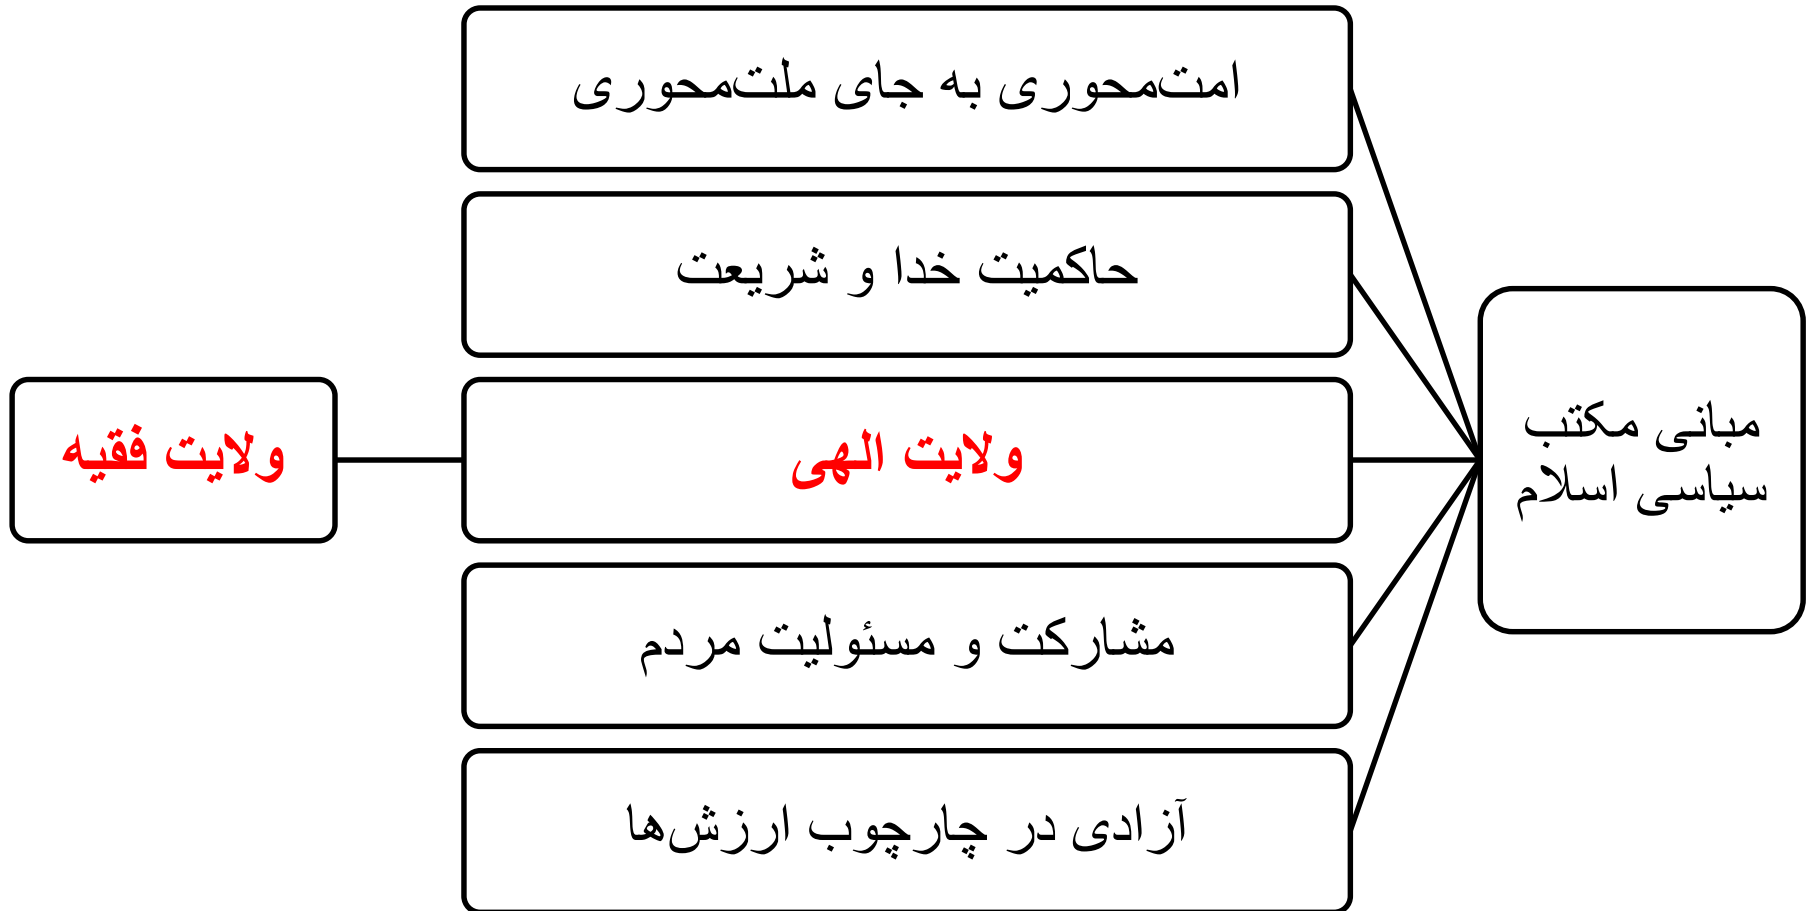 مبانی مکتب
سیاسی اسلام
امت‌محوری به جای ملت‌محوری
حاکمیت خدا و شریعت
ولایت الهی
ولایت فقیه
مشارکت و مسئولیت مردم
آزادی در چارچوب ارزش‌ها